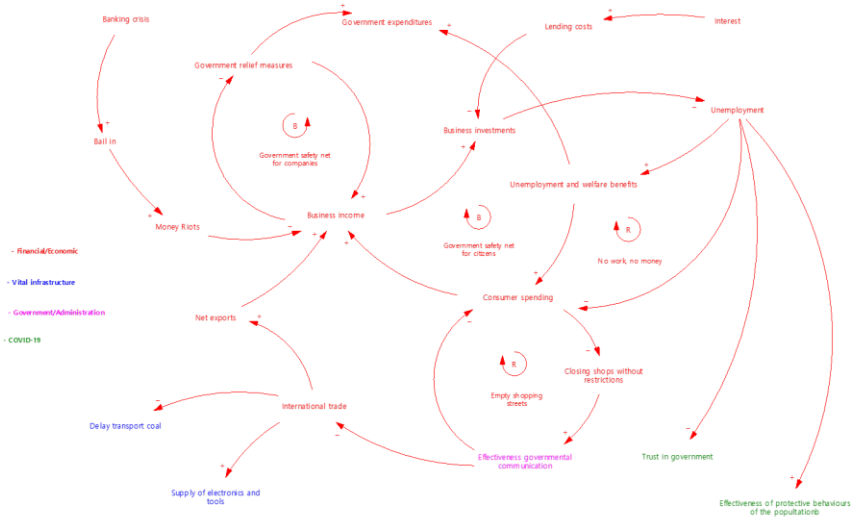 Banking crisis
Government expenditures
Lending costs
Interest
Government relief measures
Unemployment
Business investments
Bail in
B
Government safety net
for companies
Unemployment and welfare benefits
Business income
Money Riots
B
Government safety net
for citizens
R
No work, no money
- Financial/Economic
- Vital infrastructure
- Government/Administration
- COVID-19
Consumer spending
Net exports
R
Empty shopping
streets
Closing shops without
restrictions
International trade
Delay transport coal
Effectiveness governmental
communication
Trust in government
Supply of electronics and
tools
Effectiveness of protective behaviours
of the popultationb